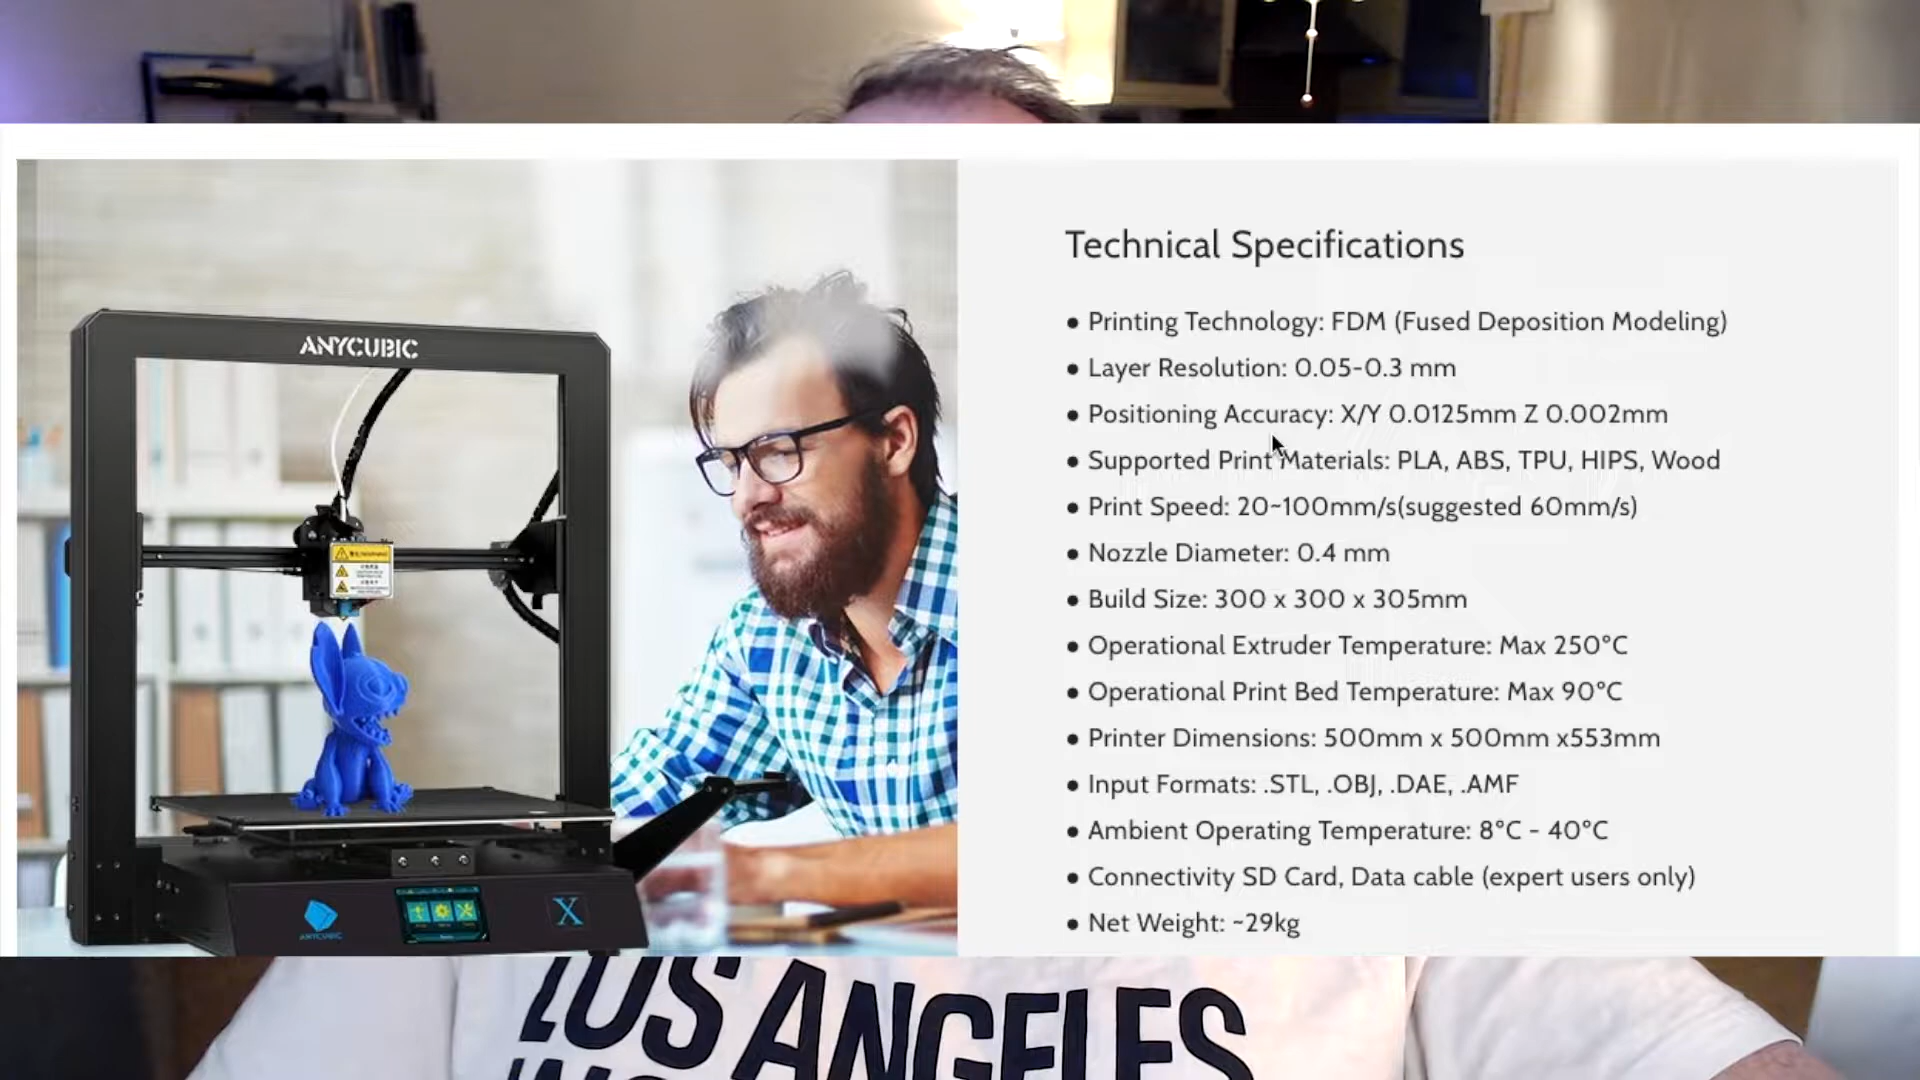 ANYCUBIC
ANYCUBIC
X
Technical Specifications
● Printing Technology: FDM (Fused Deposition Modeling)
● Layer Resolution: 0.05-0.3 mm
● Positioning Accuracy: X/Y 0.0125mm Z 0.002mm
● Supported Print Materials: PLA, ABS, TPU, HIPS, Wood
● Print Speed: 20~100mm/s(suggested 60mm/s)
● Nozzle Diameter: 0.4 mm
● Build Size: 300 x 300 x 305mm
● Operational Extruder Temperature: Max 250°C
● Operational Print Bed Temperature: Max 90°C
● Printer Dimensions: 500mm x 500mm x553mm
● Input Formats: .STL, .OBJ, .DAE, .AMF
● Ambient Operating Temperature: 8°C - 40°C
● Connectivity SD Card, Data cable (expert users only)
● Net Weight: ~29kg
LOS ANGELES